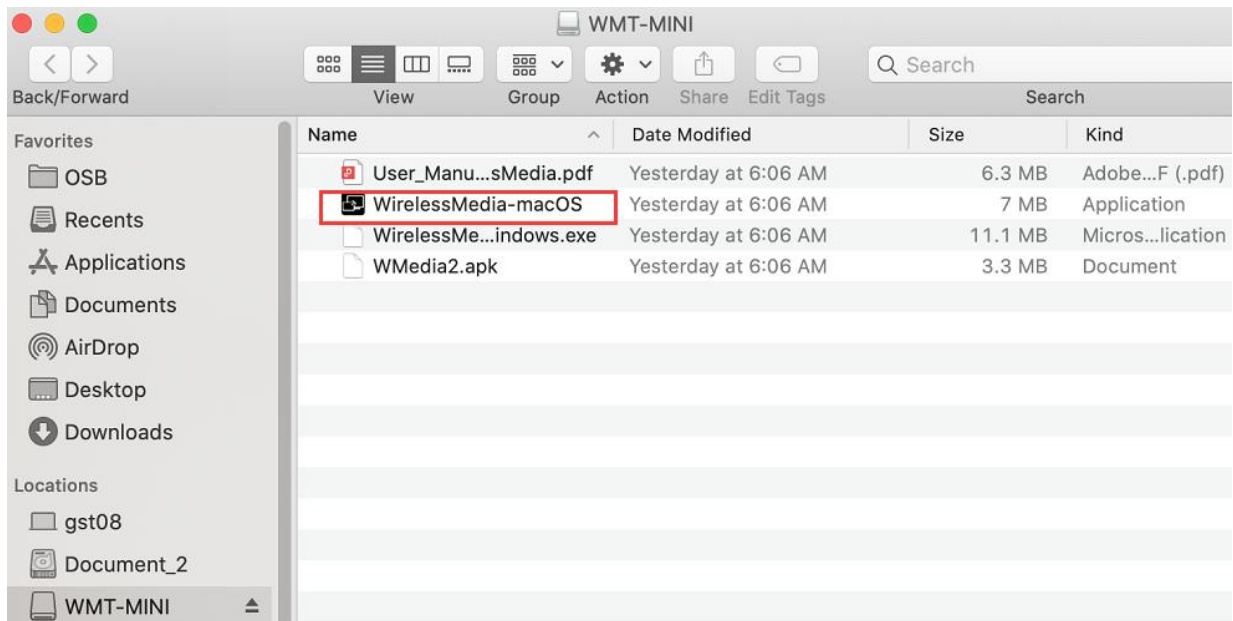 WMT-MINI
Search
Back/Forward View Group Action Share Edit Tags Search
Favorites
OSB
Recents
Applications
Documents
AirDrop
Desktop
Downloads
Locations
gst08
Document_2
WMT-MINI
Name Date Modified Size Kind
User_Manu...sMedia.pdf Yesterday at 6:06 AM 6.3 MB Adobe...F (.pdf)
WirelessMedia-macOS Yesterday at 6:06 AM 7 MB Application
WirelessMe...indows.exe Yesterday at 6:06 AM 11.1 MB Micros...lication
WMedia2.apk Yesterday at 6:06 AM 3.3 MB Document